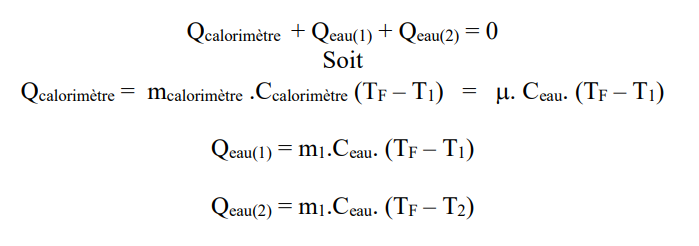 Qcalorimètre + Qeau(1) + Qeau(2) = 0
Soit
Qcalorimètre = mcalorimètre .Ccalorimètre (TF – T1) = μ. Ceau. (TF – T1)
Qeau(1) = m1.Ceau. (TF – T1)
Qeau(2) = m1.Ceau. (TF – T2)